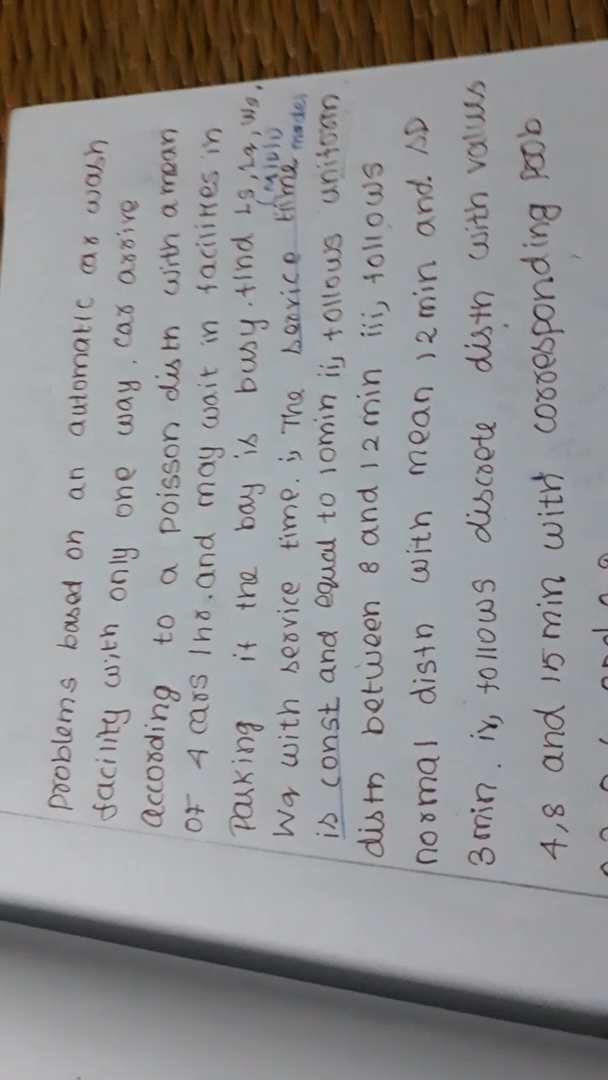 Problems based on an automatic car wash
facility with only one way. car arrive
according to a poisson distn with a mean
of 4 cars /hr. and may wait in facilities in
Parking if the bay is busy. find Ls, Lq, Ws,
Wq with service time. i, The service time (M/D/1) model
is const and equal to 10min ii, follows uniform
distn between 8 and 12 min iii, follows
normal distn with mean 12 min and SD
3 min. iv, follows discrete distn with values
4,8 and 15 min with corresponding prob